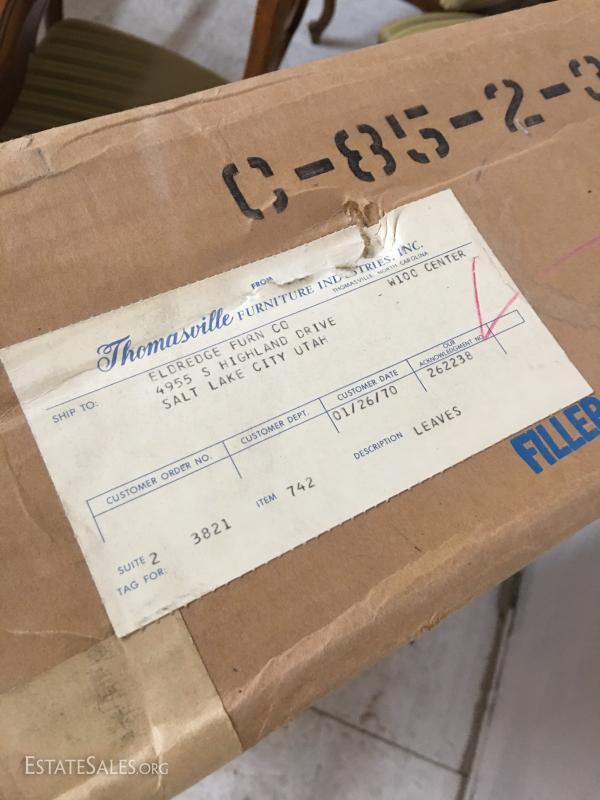 C-85-2-3
FROM
Thomasville FURNITURE INDUSTRIES, INC.
THOMASVILLE, NORTH CAROLINA
W100 CENTER
SHIP TO:
ELDREDGE FURN CO
4955 S HIGHLAND DRIVE
SALT LAKE CITY UTAH
CUSTOMER ORDER NO. CUSTOMER DEPT. CUSTOMER DATE OUR ACKNOWLEDGMENT NO.
01/26/70 262238
SUITE 2 3821 ITEM 742 DESCRIPTION LEAVES
TAG FOR:
FILLER
ESTATESALES.ORG